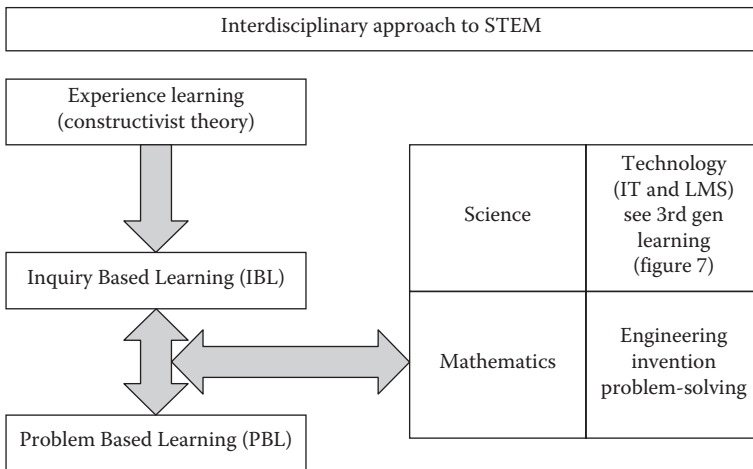 Interdisciplinary approach to STEM
Experience learning
(constructivist theory)
Inquiry Based Learning (IBL)
Problem Based Learning (PBL)
Science
Technology
(IT and LMS)
see 3rd gen
learning
(figure 7)
Mathematics
Engineering
invention
problem-solving